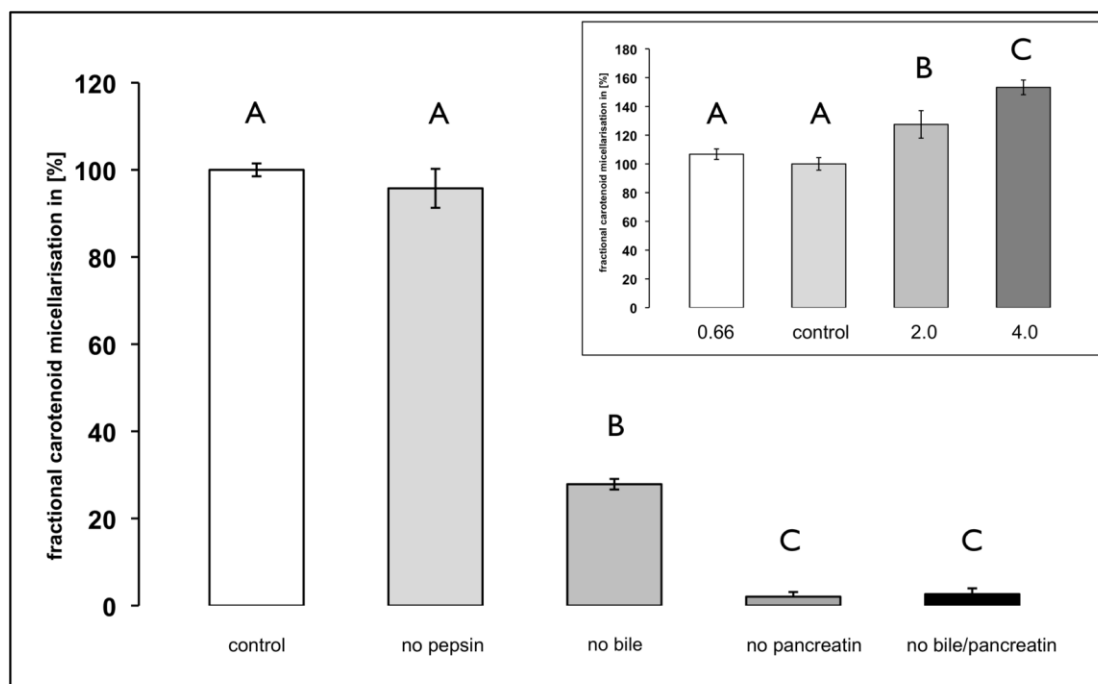 fractional carotenoid micellarisation in [%]
120
100
80
60
40
20
0
A
A
B
C
C
control
no pepsin
no bile
no pancreatin
no bile/pancreatin
fractional carotenoid micellarisation in [%]
180
160
140
120
100
80
60
40
20
0
A
A
B
C
0.66
control
2.0
4.0